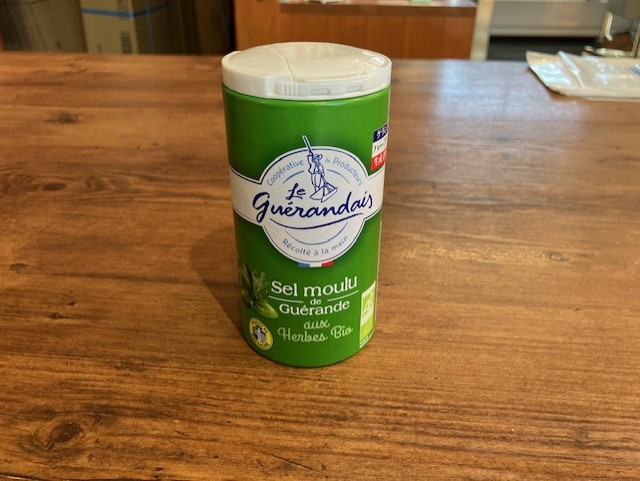 Coopérative de Producteurs
Le
Guérandais
Récolté à la main
Sel moulu
de
Guérande
aux
Herbes Bio